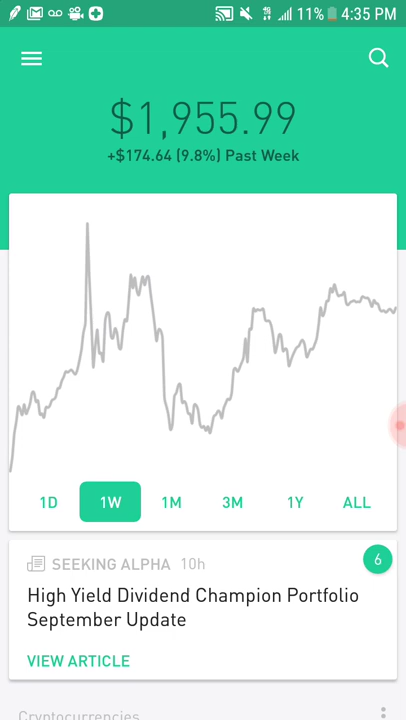 11% 4:35 PM
$1,955.99
+$174.64 (9.8%) Past Week
1D 1W 1M 3M 1Y ALL
SEEKING ALPHA 10h
6
High Yield Dividend Champion Portfolio
September Update
VIEW ARTICLE
Cryptocurrencies